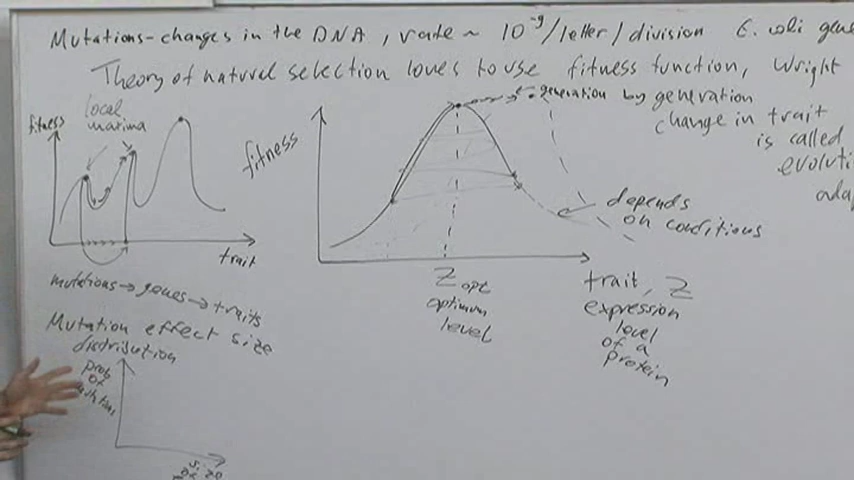 Mutations - changes in the DNA, rate ~ 10⁻⁹/letter/division E. coli
Theory of natural selection loves to use fitness function, Wright
generation by generation
change in trait
is called
local
maxima
fitness
trait
fitness
depends
on conditions
Z opt
optimum
level
trait, Z
expression
level
of a
protein
mutations → genes → traits
Mutation effect size
distribution
prob
of